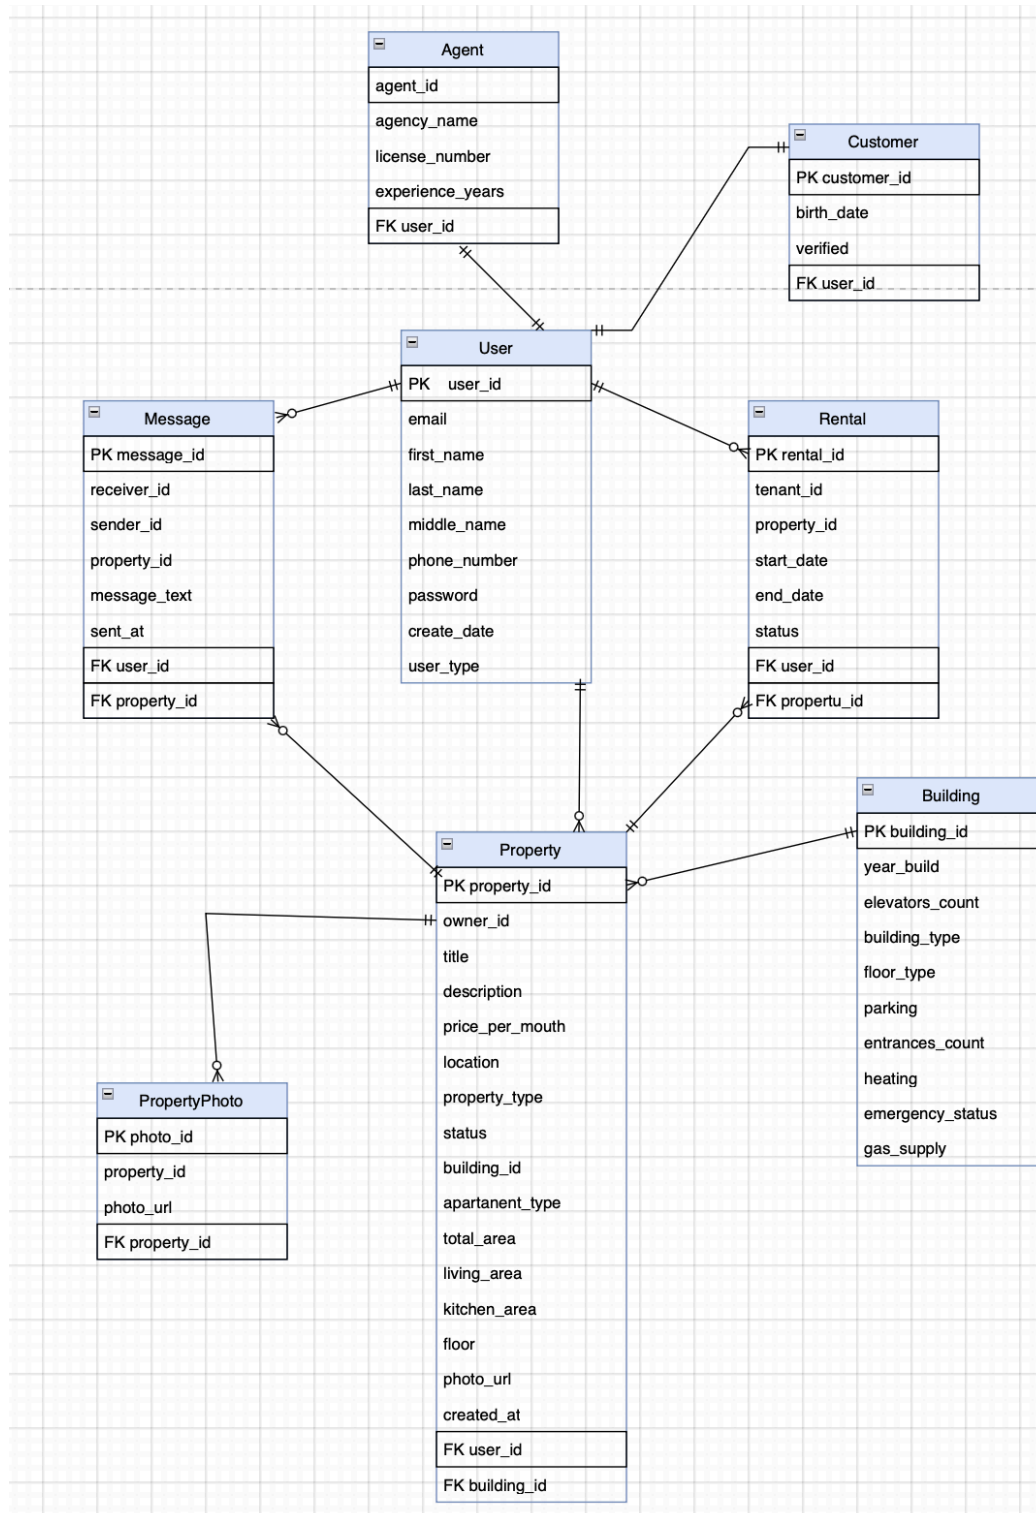 Agent
agent_id
agency_name
license_number
experience_years
FK user_id
Customer
PK customer_id
birth_date
verified
FK user_id
User
PK user_id
email
first_name
last_name
middle_name
phone_number
password
create_date
user_type
Message
PK message_id
receiver_id
sender_id
property_id
message_text
sent_at
FK user_id
FK property_id
Rental
PK rental_id
tenant_id
property_id
start_date
end_date
status
FK user_id
FK propertu_id
Building
PK building_id
year_build
elevators_count
building_type
floor_type
parking
entrances_count
heating
emergency_status
gas_supply
Property
PK property_id
owner_id
title
description
price_per_mouth
location
property_type
status
building_id
apartanent_type
total_area
living_area
kitchen_area
floor
photo_url
created_at
FK user_id
FK building_id
PropertyPhoto
PK photo_id
property_id
photo_url
FK property_id